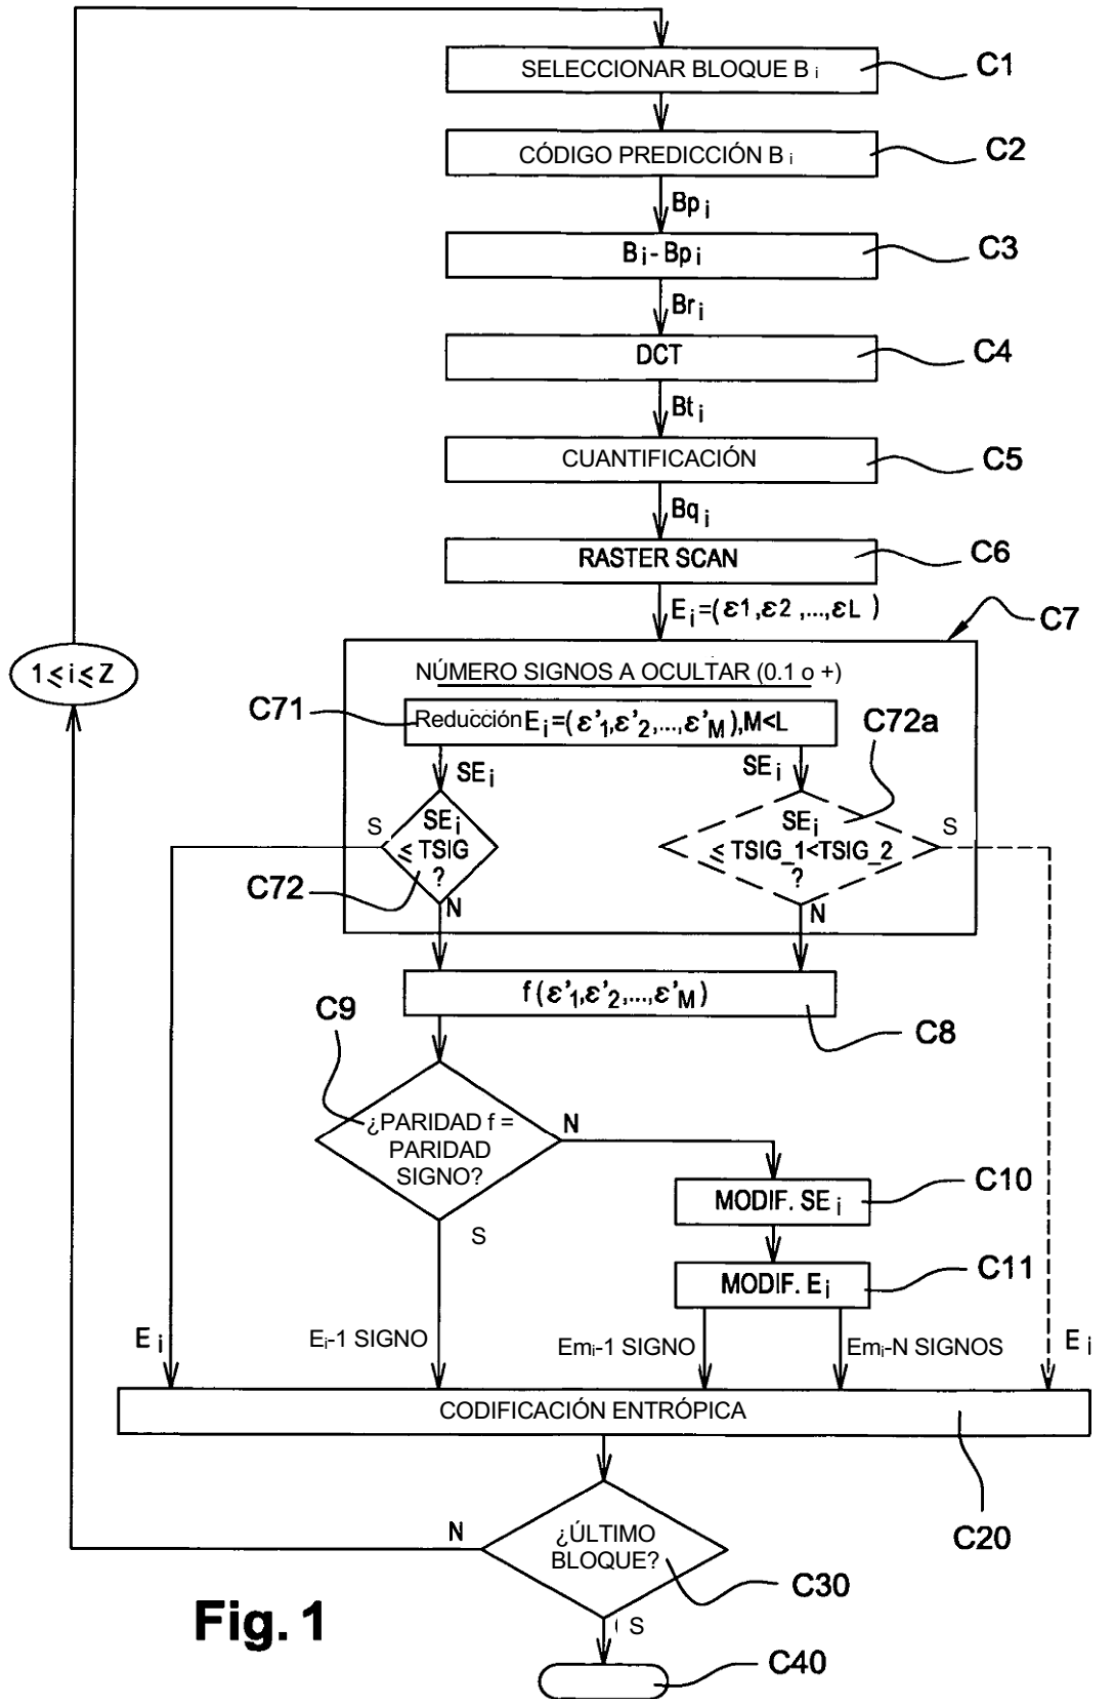 SELECCIONAR BLOQUE B i
C1
CÓDIGO PREDICCIÓN B i
C2
Bp i
B i - Bp i
C3
Br i
DCT
C4
Bt i
CUANTIFICACIÓN
C5
Bq i
RASTER SCAN
C6
E i =(ε1,ε2,...,εL)
C7
1 ≤ i ≤ Z
NÚMERO SIGNOS A OCULTAR (0.1 o +)
C71
Reducción E i =(ε'1,ε'2,...,ε'M),M<L
C72a
SE i
SE i
S
SE i
≤ TSIG
?
SE i
≤ TSIG_1<TSIG_2
?
S
C72
N
N
f(ε'1,ε'2,...,ε'M)
C8
C9
¿PARIDAD f =
PARIDAD
SIGNO?
N
S
MODIF. SE i
C10
MODIF. E i
C11
E i
Ei-1 SIGNO
Emi-1 SIGNO
Emi-N SIGNOS
E i
CODIFICACIÓN ENTRÓPICA
C20
N
¿ÚLTIMO
BLOQUE?
C30
S
C40
Fig. 1